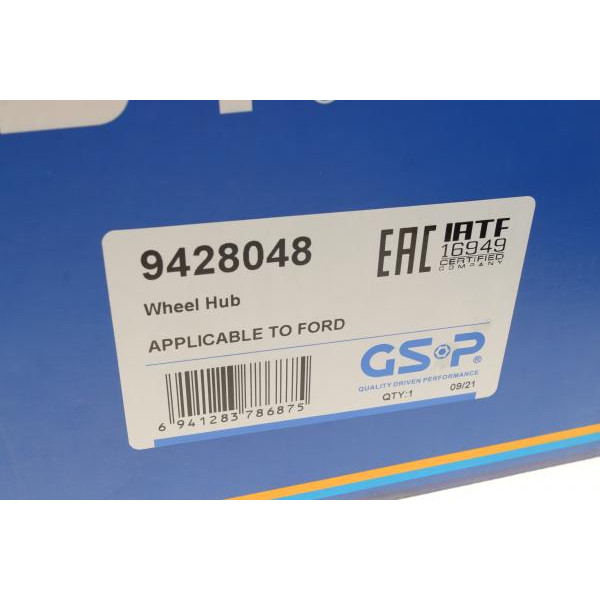 9428048
Wheel Hub
APPLICABLE TO FORD
6 941283 786875
EAC
IATF
16949
CERTIFIED
COMPANY
GSP®
QUALITY DRIVEN PERFORMANCE
QTY:1 09/21